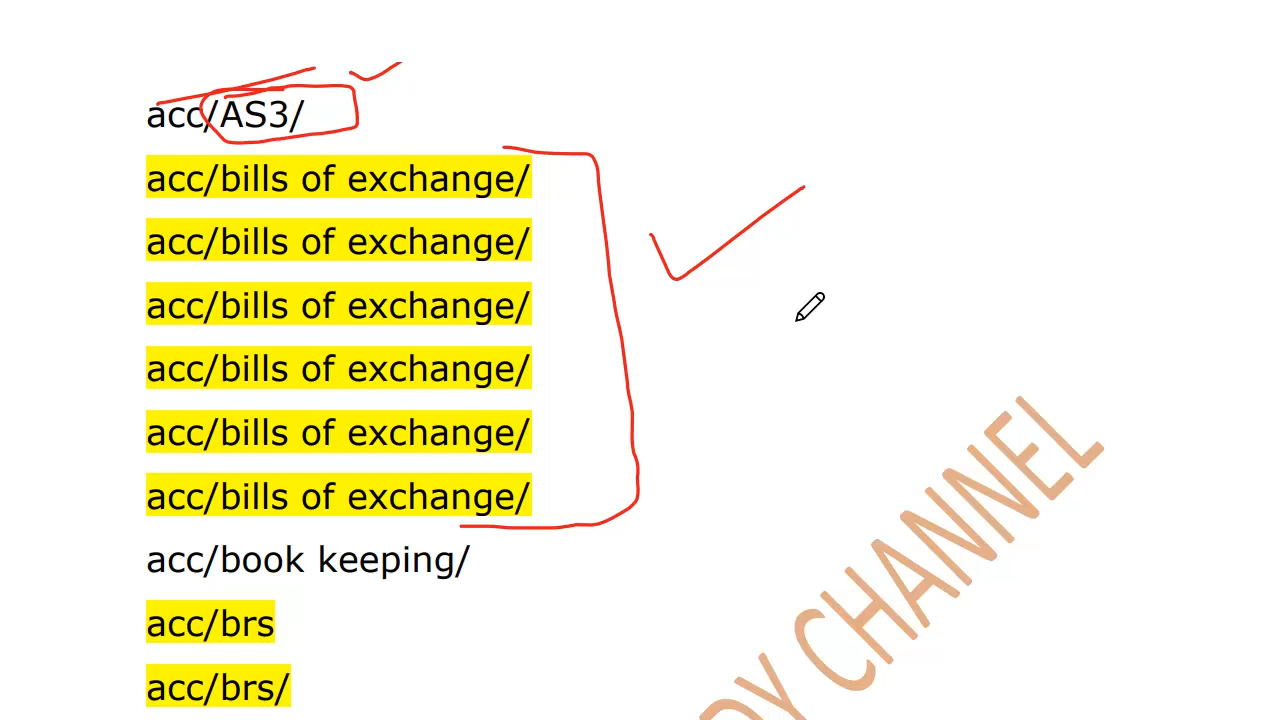 acc/AS3/
acc/bills of exchange/
acc/bills of exchange/
acc/bills of exchange/
acc/bills of exchange/
acc/bills of exchange/
acc/bills of exchange/
acc/book keeping/
acc/brs
acc/brs/
CHANNEL